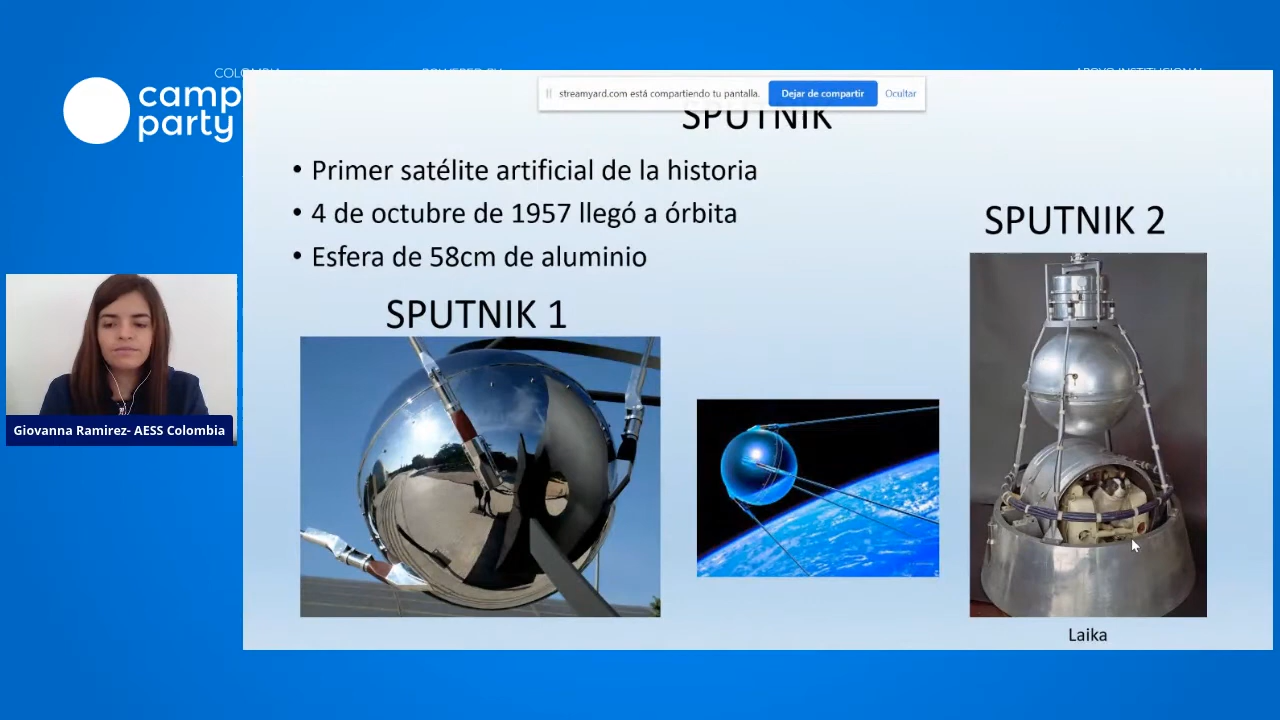 COLOMBIA
camp
party
streamyard.com está compartiendo tu pantalla.
Dejar de compartir
Ocultar
SPUTNIK
• Primer satélite artificial de la historia
• 4 de octubre de 1957 llegó a órbita
• Esfera de 58cm de aluminio
SPUTNIK 1
SPUTNIK 2
Laika
Giovanna Ramirez- AESS Colombia